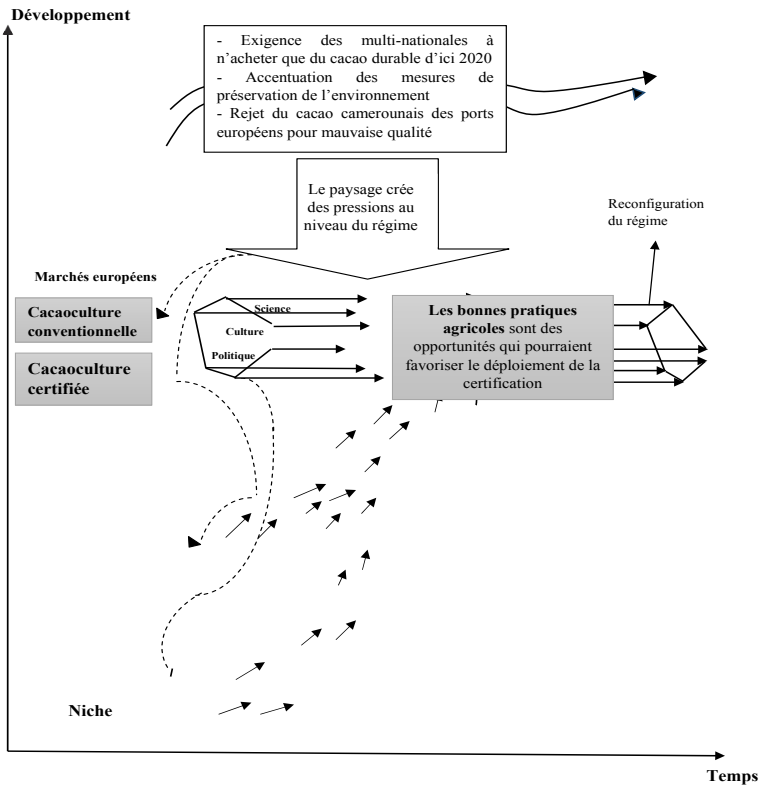 Développement
- Exigence des multi-nationales à
n’acheter que du cacao durable d’ici 2020
- Accentuation des mesures de
préservation de l’environnement
- Rejet du cacao camerounais des ports
européens pour mauvaise qualité
Le paysage crée
des pressions au
niveau du régime
Reconfiguration
du régime
Marchés européens
Cacaoculture
conventionnelle
Cacaoculture
certifiée
Science
Culture
Politique
Les bonnes pratiques
agricoles sont des
opportunités qui pourraient
favoriser le déploiement de la
certification
Niche
Temps